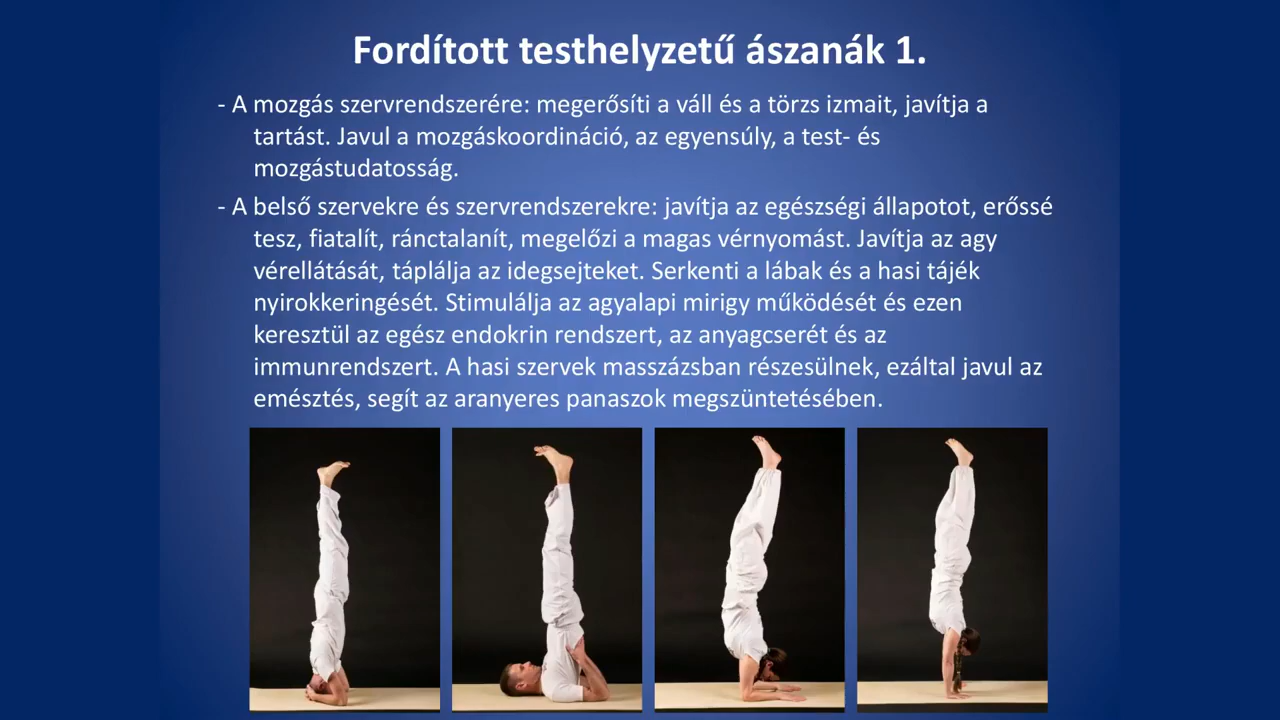 Fordított testhelyzetű ászanák 1.
- A mozgás szervrendszerére: megerősíti a váll és a törzs izmait, javítja a
tartást. Javul a mozgáskoordináció, az egyensúly, a test- és
mozgástudatosság.
- A belső szervekre és szervrendszerekre: javítja az egészségi állapotot, erőssé
tesz, fiatalít, ránctalanít, megelőzi a magas vérnyomást. Javítja az agy
vérellátását, táplálja az idegsejteket. Serkenti a lábak és a hasi tájék
nyirokkeringését. Stimulálja az agyalapi mirigy működését és ezen
keresztül az egész endokrin rendszert, az anyagcserét és az
immunrendszert. A hasi szervek masszázsban részesülnek, ezáltal javul az
emésztés, segít az aranyeres panaszok megszüntetésében.